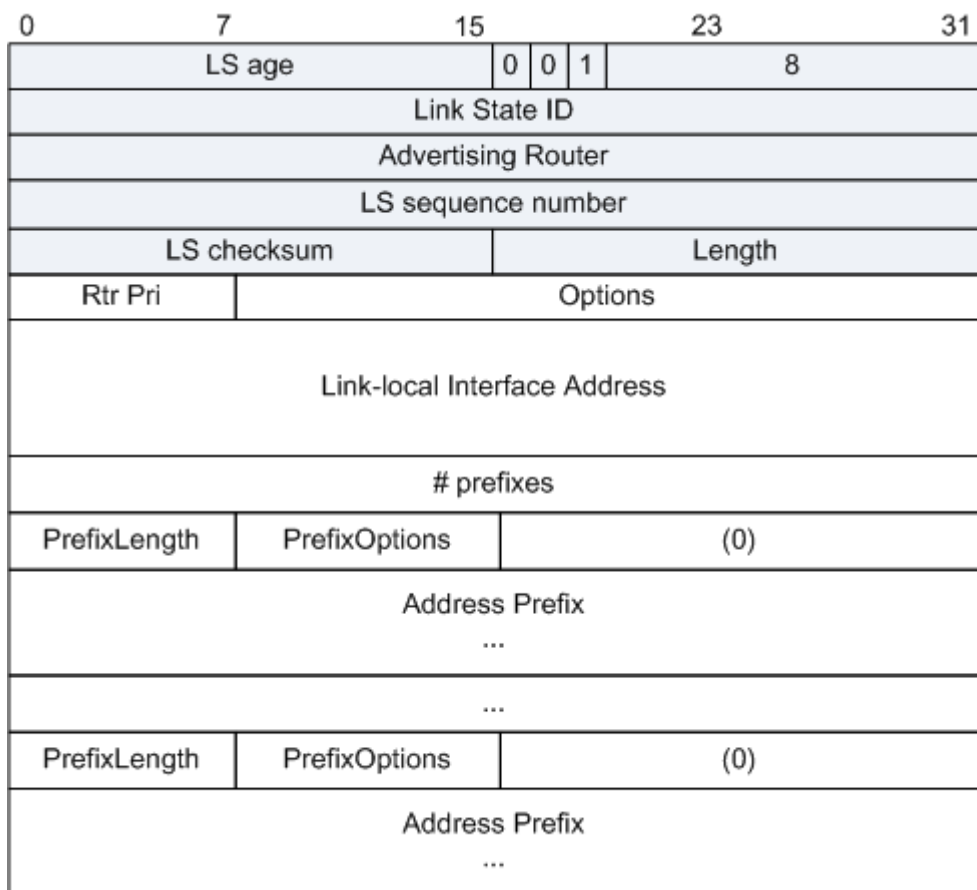 0 7 15 23 31
LS age 0 0 1 8
Link State ID
Advertising Router
LS sequence number
LS checksum Length
Rtr Pri Options
Link-local Interface Address
# prefixes
PrefixLength PrefixOptions (0)
Address Prefix
...
...
PrefixLength PrefixOptions (0)
Address Prefix
...